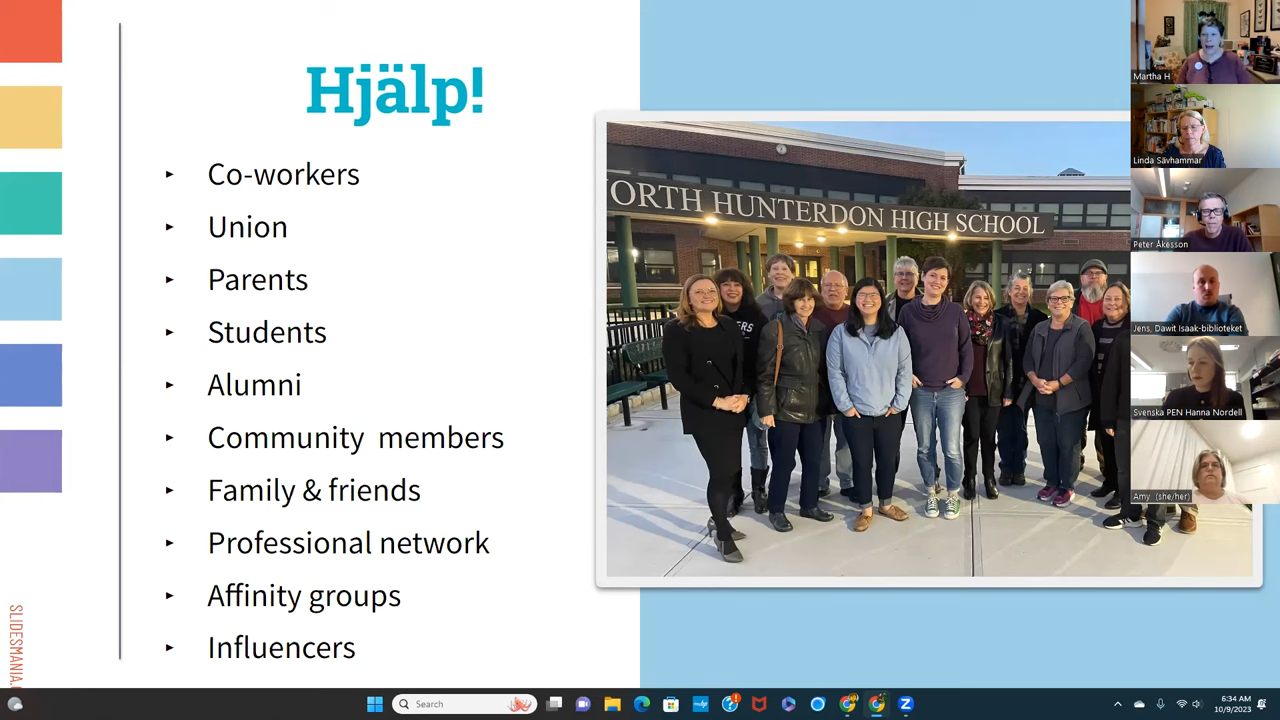 Hjälp!
Co-workers
Union
Parents
Students
Alumni
Community members
Family & friends
Professional network
Affinity groups
Influencers
SLIDESMANIA.
ORTH HUNTERDON HIGH SCHOOL
Martha H
Linda Sävhammar
Peter Åkesson
Jens, Dawit Isaak-biblioteket
Svenska PEN Hanna Nordell
Amy (she/her)
Search
6:34 AM
10/9/2023